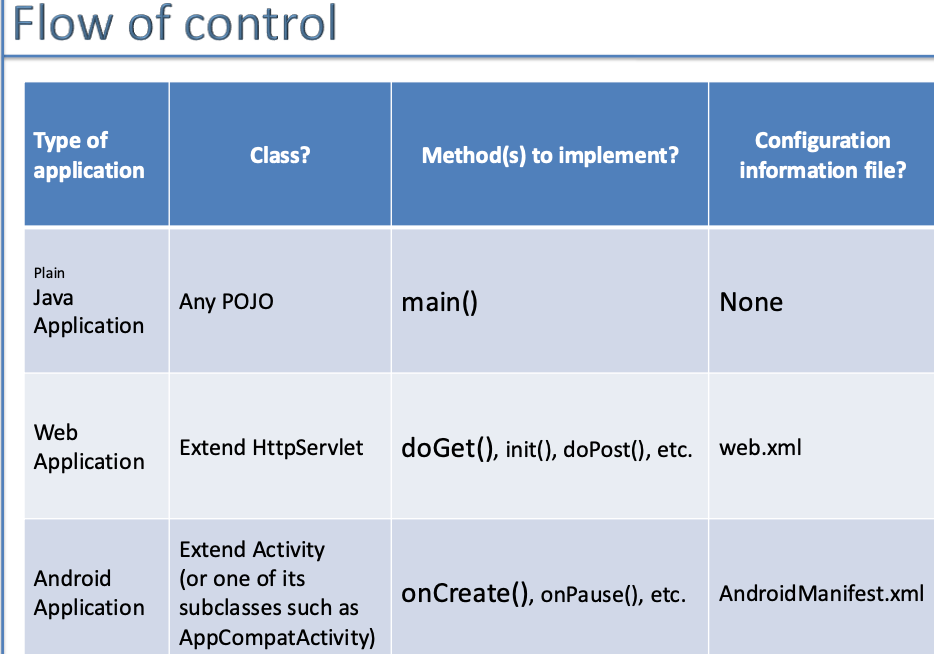 Flow of control
Type of
application
Class?
Method(s) to implement?
Configuration
information file?
Plain
Java
Application
Any POJO
main()
None
Web
Application
Extend HttpServlet
doGet(), init(), doPost(), etc.
web.xml
Android
Application
Extend Activity
(or one of its
subclasses such as
AppCompatActivity)
onCreate(), onPause(), etc.
AndroidManifest.xml